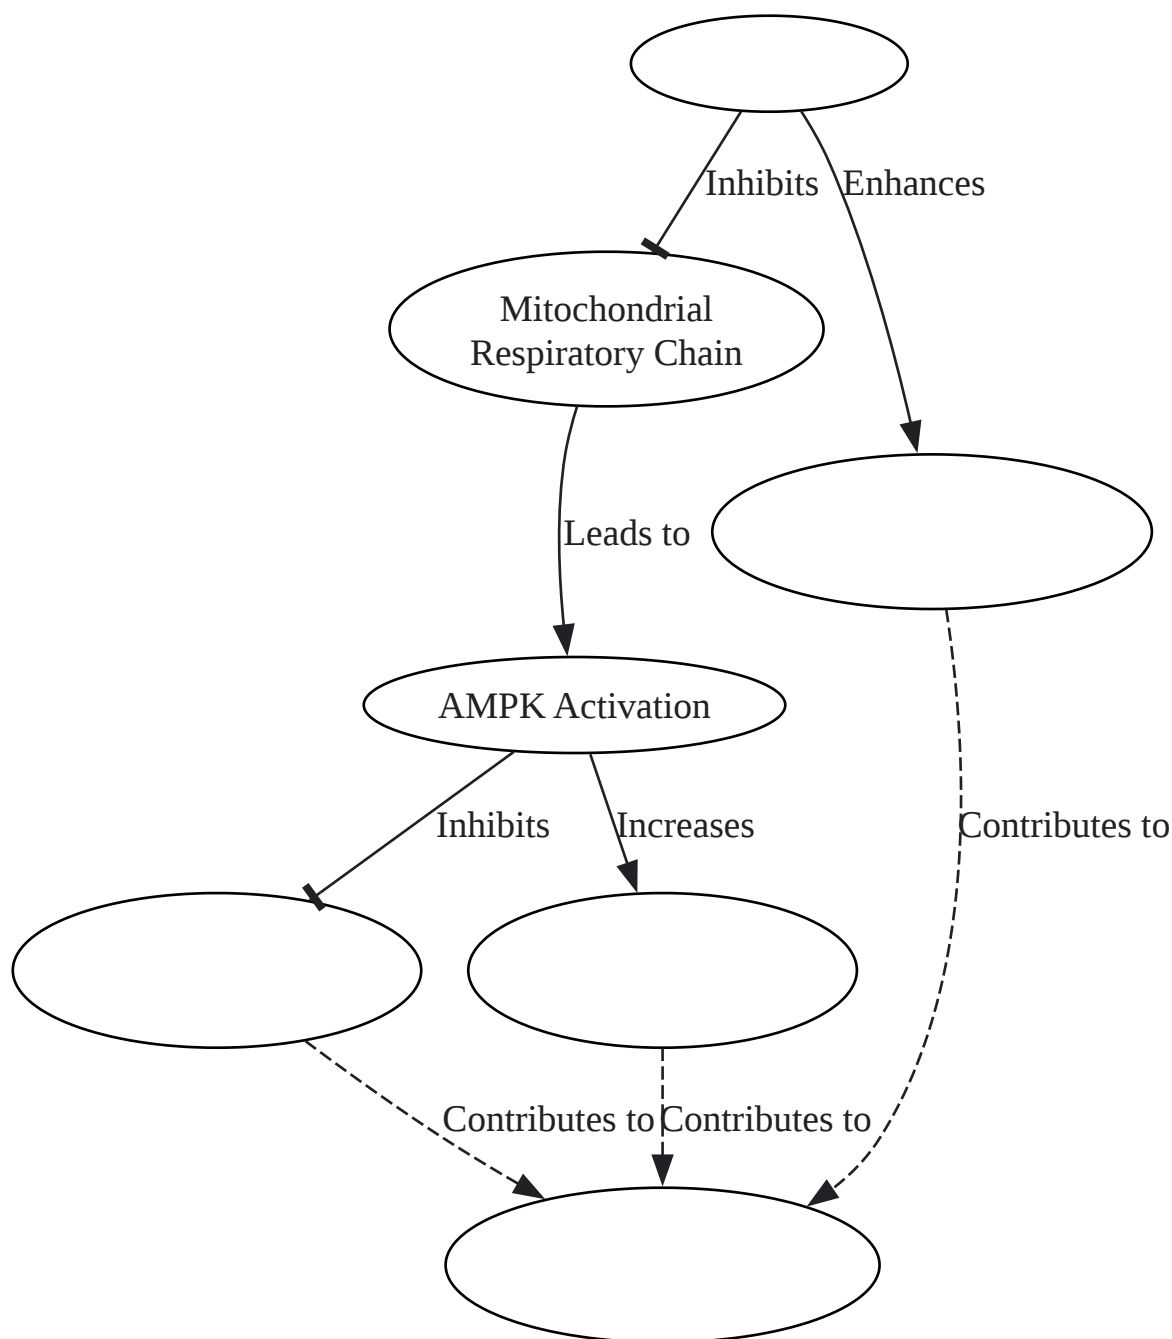 Inhibits
Enhances
Mitochondrial
Respiratory Chain
Leads to
AMPK Activation
Inhibits
Increases
Contributes to
Contributes to
Contributes to